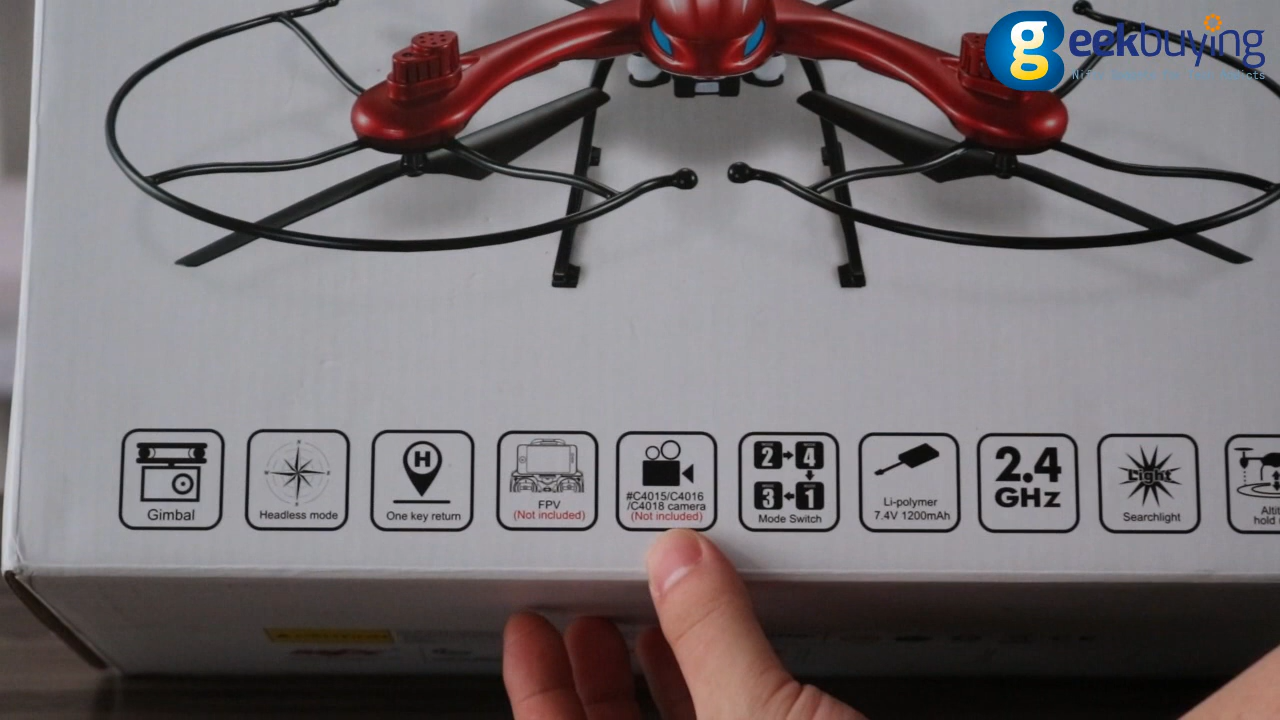 geekbuying
Gimbal
Headless mode
H
One key return
FPV
(Not included)
#C4015/C4016
/C4018 camera
(Not included)
2 4
3 1
Mode Switch
Li-polymer
7.4V 1200mAh
2.4
GHz
Light
Searchlight
hold